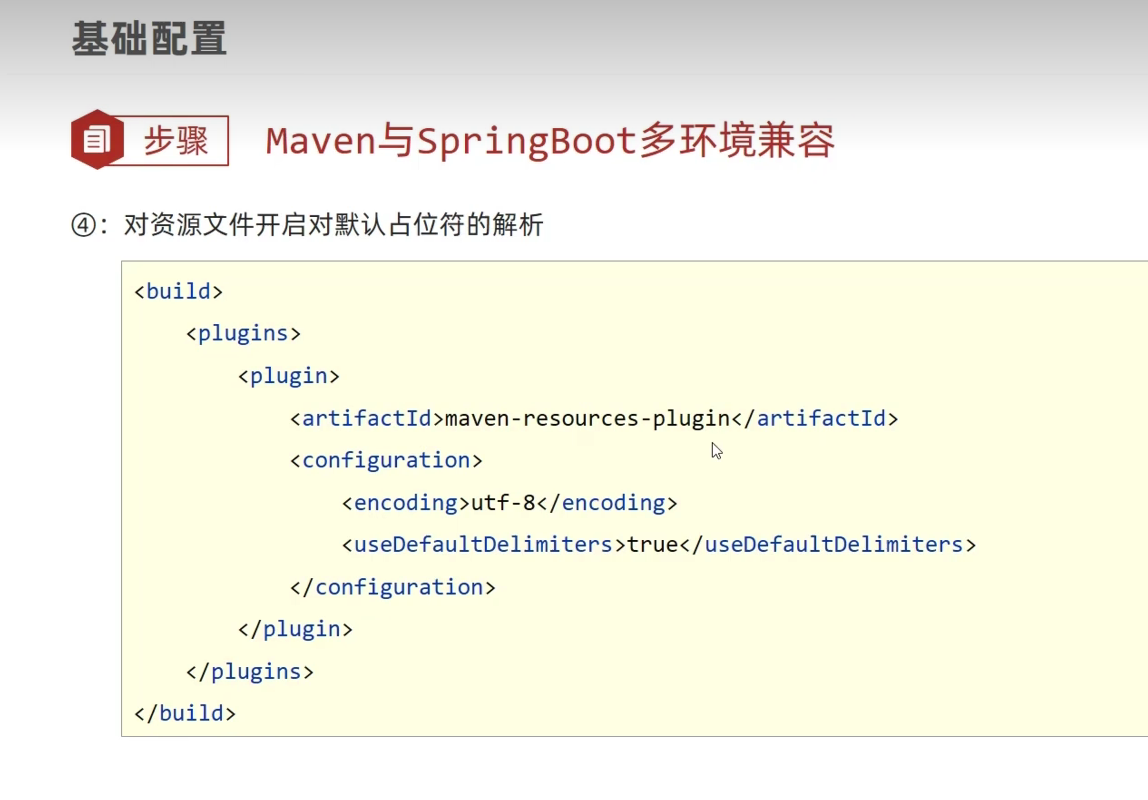 基础配置
步骤 Maven与SpringBoot多环境兼容
④：对资源文件开启对默认占位符的解析
<build>
<plugins>
<plugin>
<artifactId>maven-resources-plugin</artifactId>
<configuration>
<encoding>utf-8</encoding>
<useDefaultDelimiters>true</useDefaultDelimiters>
</configuration>
</plugin>
</plugins>
</build>